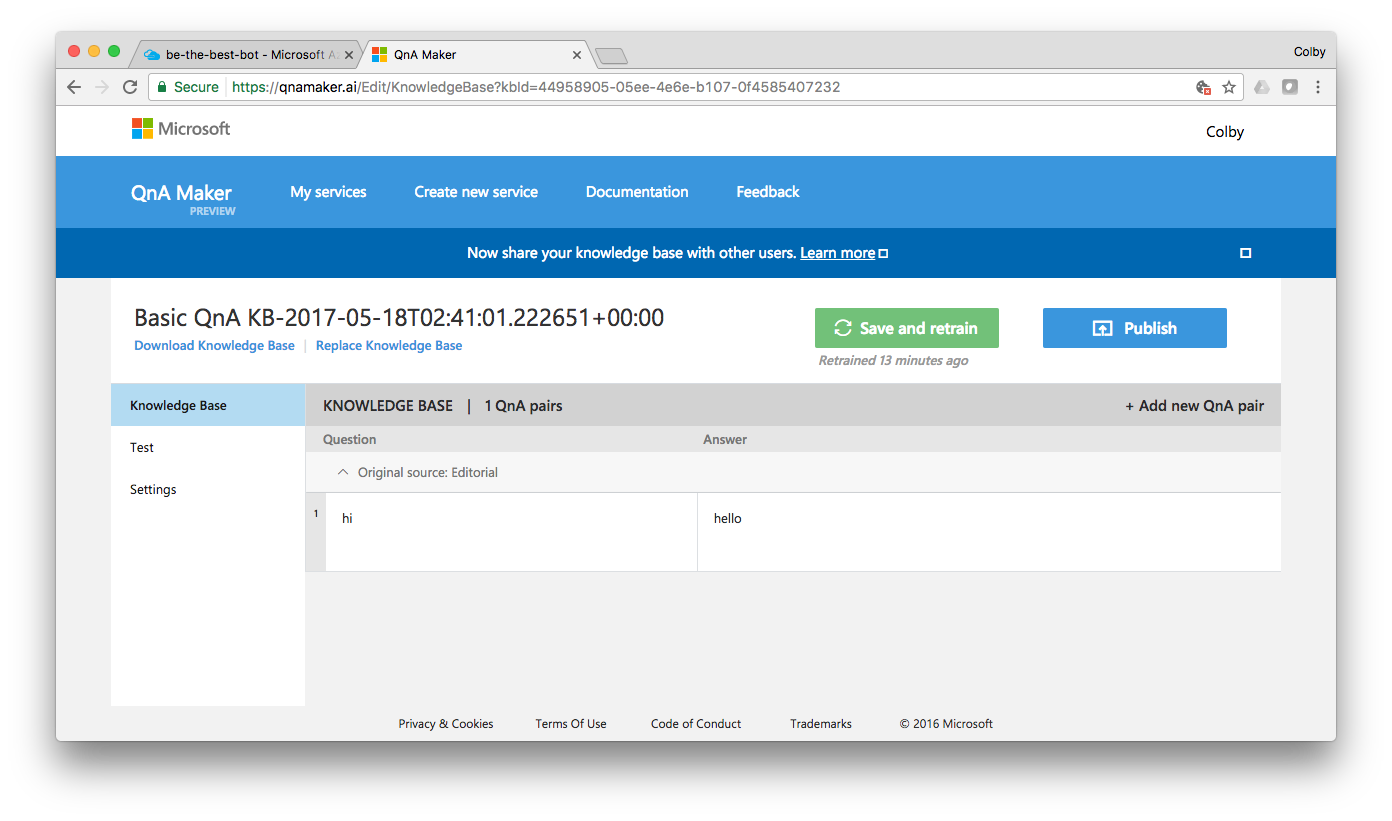 be-the-best-bot - Microsoft A
QnA Maker
Colby
Secure
https://qnamaker.ai/Edit/KnowledgeBase?kbId=44958905-05ee-4e6e-b107-0f4585407232
Microsoft
Colby
QnA Maker
PREVIEW
My services
Create new service
Documentation
Feedback
Now share your knowledge base with other users. Learn more
Basic QnA KB-2017-05-18T02:41:01.222651+00:00
Download Knowledge Base | Replace Knowledge Base
Save and retrain
Retrained 13 minutes ago
Publish
Knowledge Base
Test
Settings
KNOWLEDGE BASE | 1 QnA pairs
+ Add new QnA pair
Question
Answer
Original source: Editorial
1
hi
hello
Privacy & Cookies
Terms Of Use
Code of Conduct
Trademarks
© 2016 Microsoft